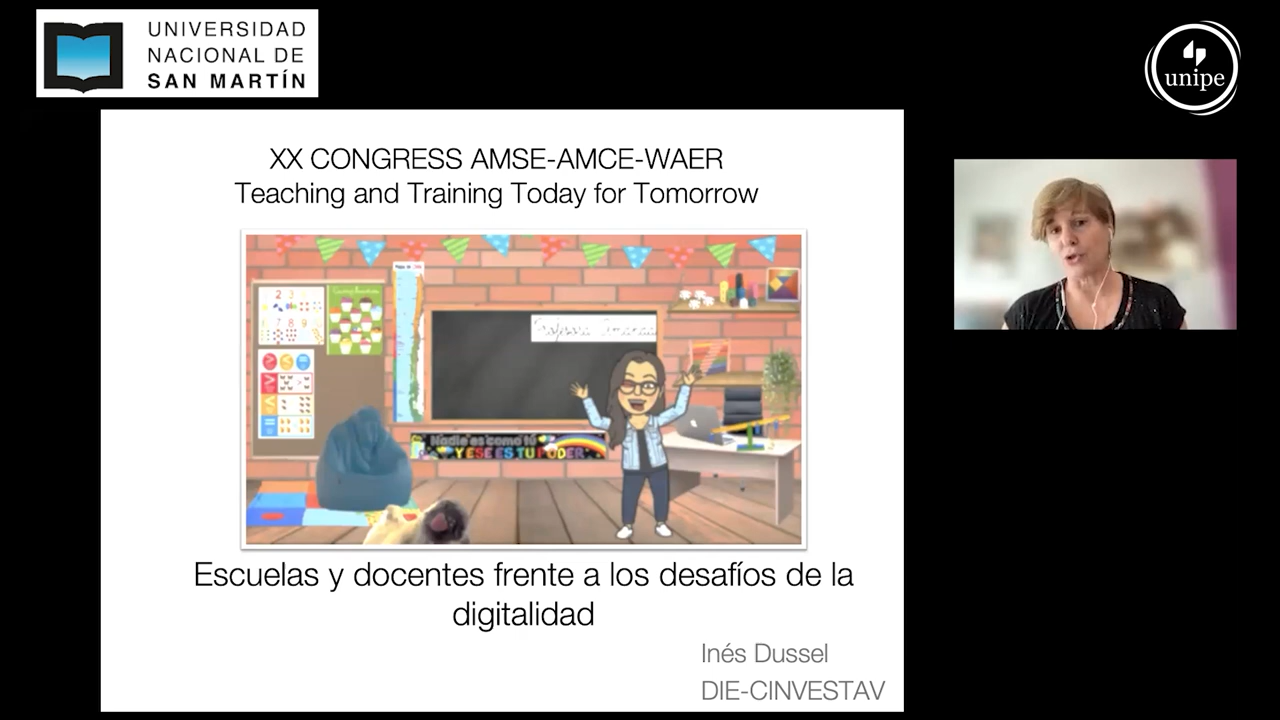 UNIVERSIDAD
NACIONAL DE
SAN MARTÍN
unipe
XX CONGRESS AMSE-AMCE-WAER
Teaching and Training Today for Tomorrow
Nadie es como tú
Y ESE ES TU PODER
Escuelas y docentes frente a los desafíos de la
digitalidad
Inés Dussel
DIE-CINVESTAV